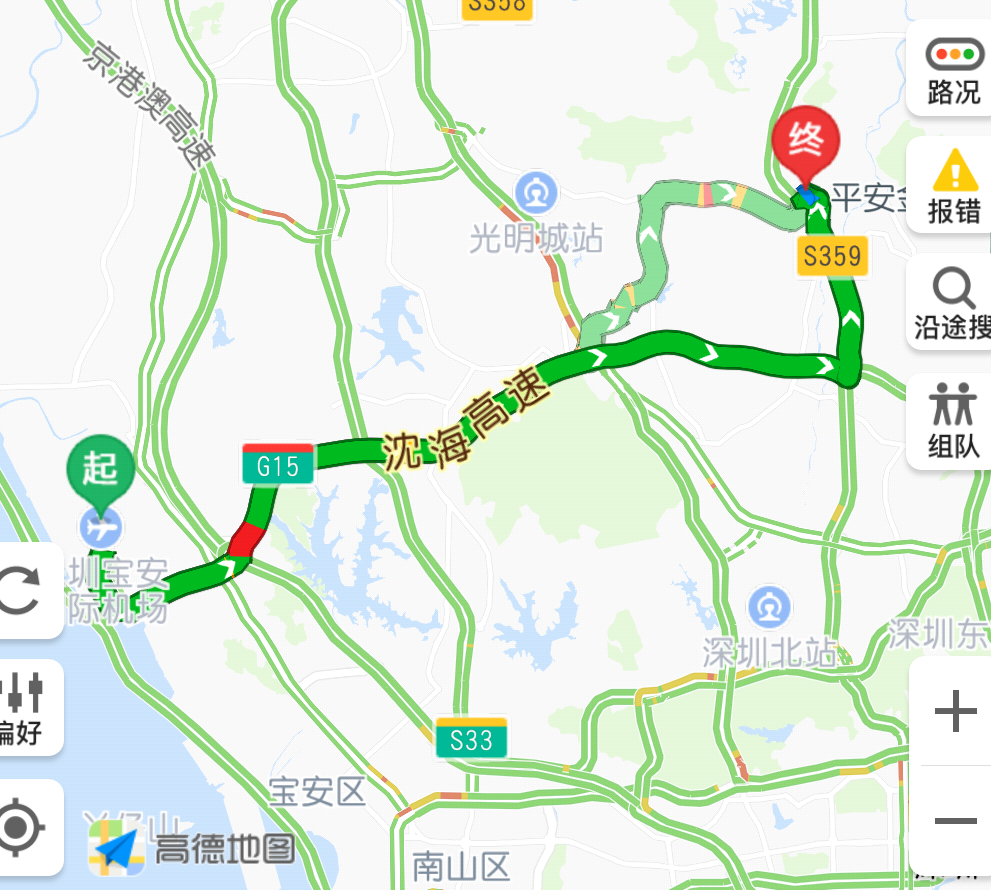 S358
京港澳高速
路况
终
平安金
报错
光明城站
S359
沿途搜
沈海高速
组队
起
G15
圳宝安
际机场
深圳北站
深圳东
偏好
S33
宝安区
高德地图
南山区